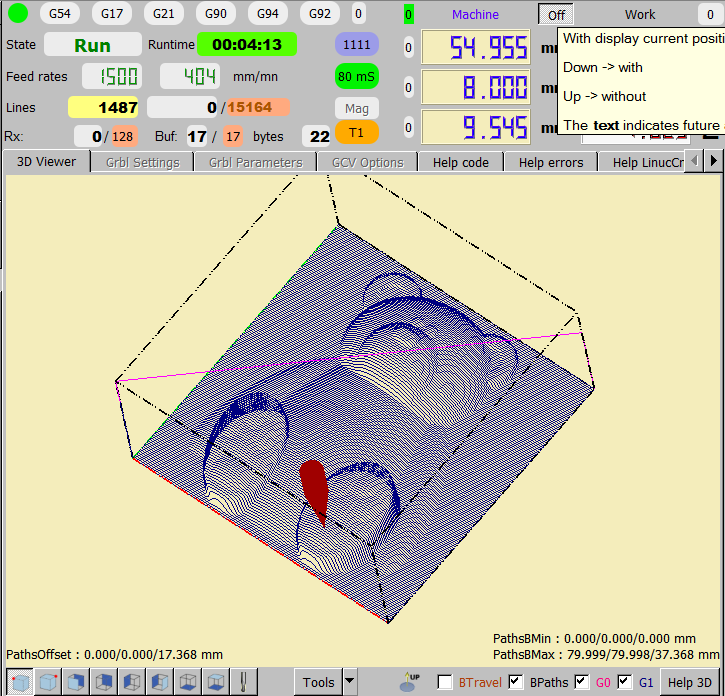 G54 G17 G21 G90 G94 G92 0 0 Machine Off Work 0
State Run Runtime 00:04:13 1111 0 54.955 mm
With display current positi
Down -> with
Up -> without
The text indicates future
Feed rates 1500 404 mm/mn 80 mS 0 8.000
Lines 1487 0 / 15164 Mag
Rx: 0 / 128 Buf: 17 / 17 bytes 22 T1 0 9.545 mm
3D Viewer Grbl Settings Grbl Parameters GCV Options Help code Help errors Help LinucCr
PathsOffset : 0.000/0.000/17.368 mm
PathsBMin : 0.000/0.000/0.000 mm
PathsBMax : 79.999/79.998/37.368 mm
Tools UP BTravel BPaths G0 G1 Help 3D